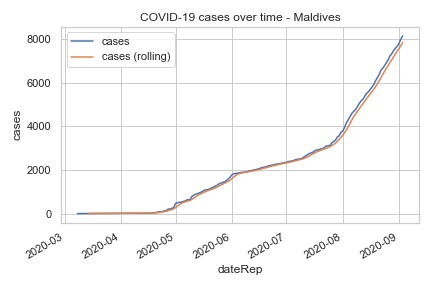 COVID-19 cases over time - Maldives
cases
cases (rolling)
8000
6000
4000
2000
0
cases
2020-03
2020-04
2020-05
2020-06
2020-07
2020-08
2020-09
dateRep